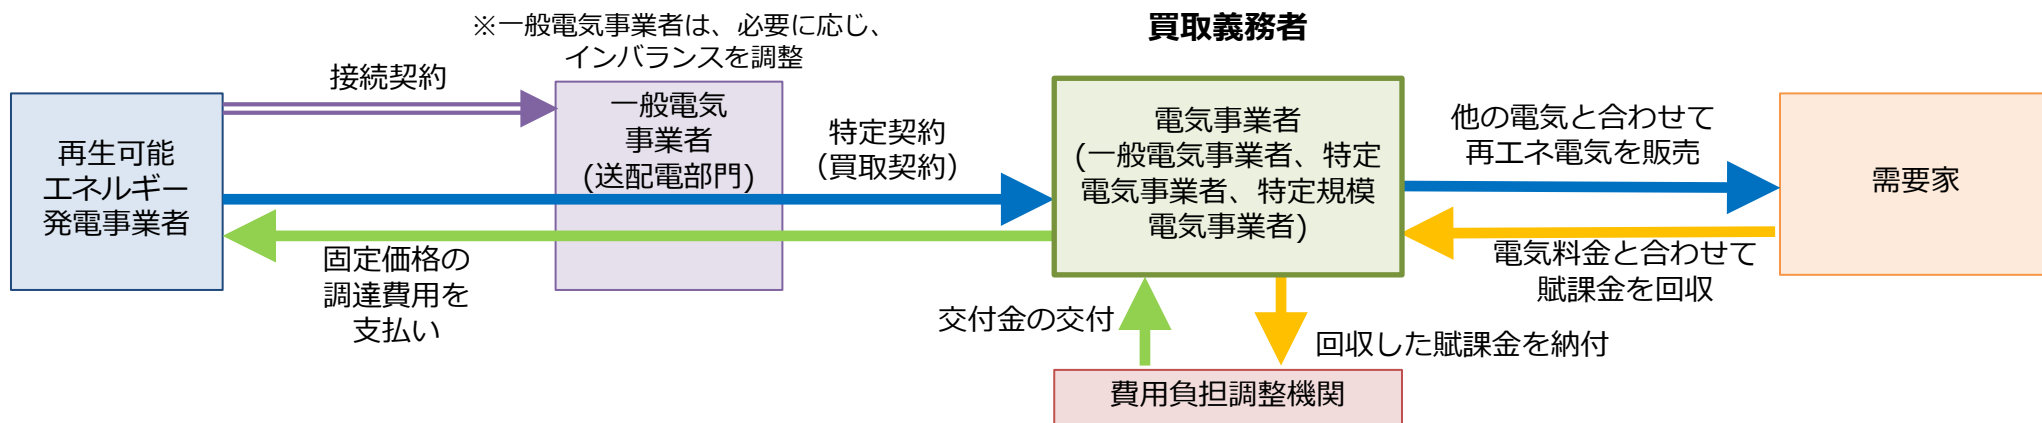 ※一般電気事業者は、必要に応じ、
インバランスを調整
買取義務者
接続契約
再生可能
エネルギー
発電事業者
一般電気
事業者
(送配電部門)
特定契約
（買取契約）
電気事業者
(一般電気事業者、特定
電気事業者、特定規模
電気事業者)
他の電気と合わせて
再エネ電気を販売
需要家
固定価格の
調達費用を
支払い
電気料金と合わせて
賦課金を回収
交付金の交付
回収した賦課金を納付
費用負担調整機関